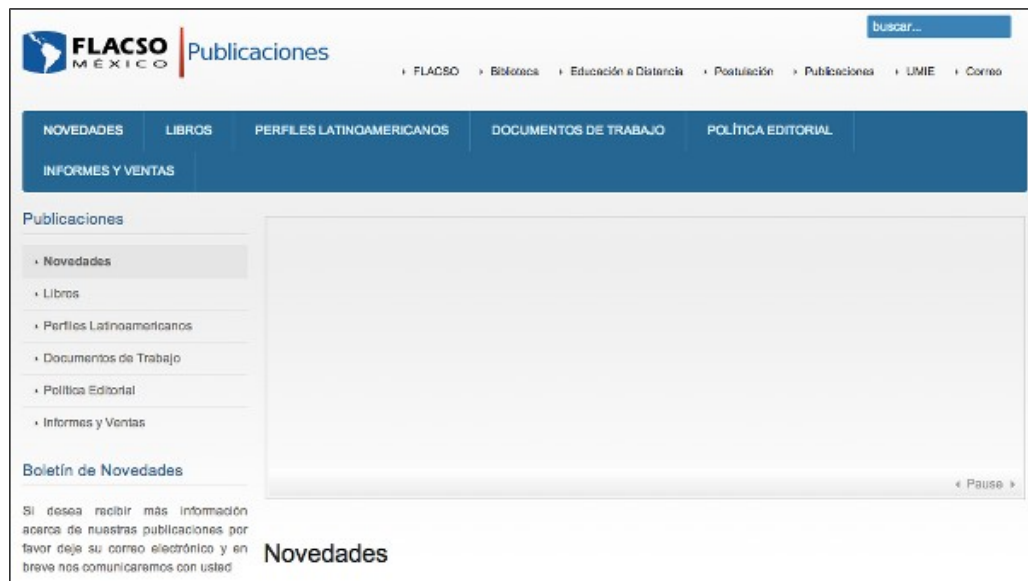 buscar...
FLACSO
MÉXICO
Publicaciones
FLACSO Biblioteca Educación a Distancia Postulación Publicaciones UMIE Correo
NOVEDADES LIBROS PERFILES LATINOAMERICANOS DOCUMENTOS DE TRABAJO POLÍTICA EDITORIAL
INFORMES Y VENTAS
Publicaciones
Novedades
Libros
Perfiles Latinoamericanos
Documentos de Trabajo
Política Editorial
Informes y Ventas
Boletín de Novedades
Si desea recibir más información
acerca de nuestras publicaciones por
favor deje su correo electrónico y en
breve nos comunicaremos con usted
Pause
Novedades